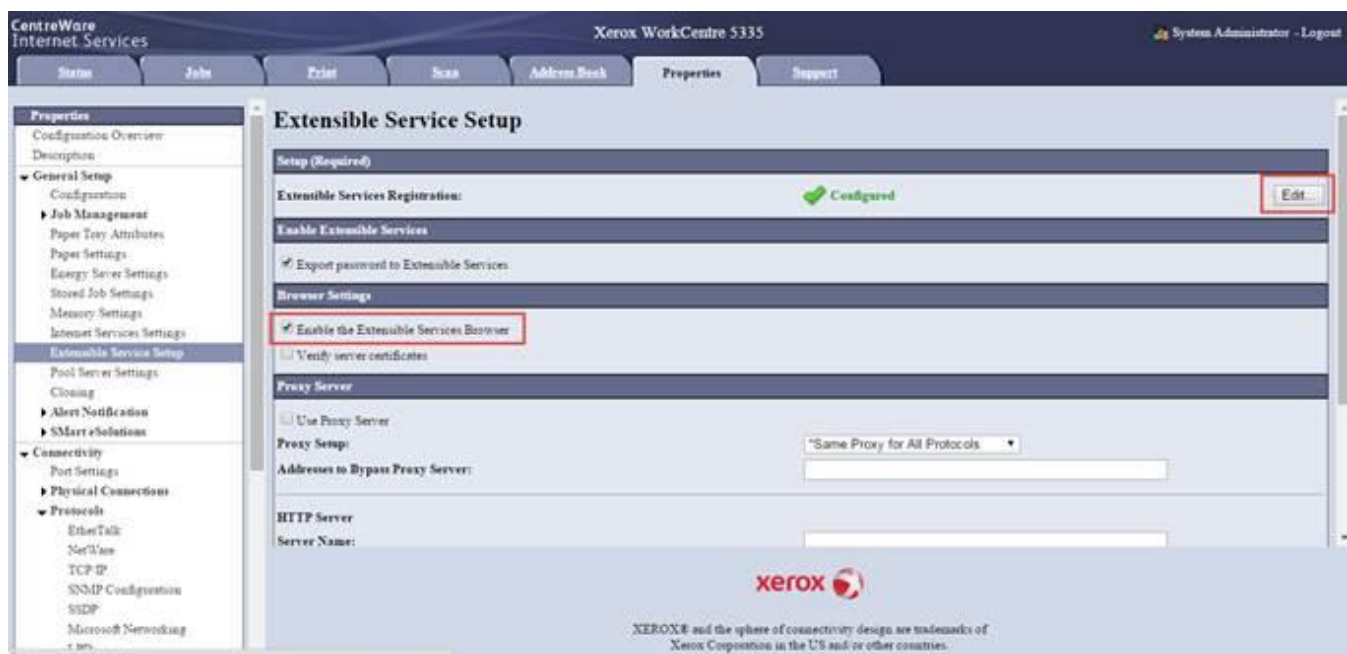 CentreWare
Internet Services
Xerox WorkCentre 5335
System Administrator - Logout
Status
Jobs
Print
Scan
Address Book
Properties
Support
Properties
Configuration Overview
Description
General Setup
Configuration
Job Management
Paper Tray Attributes
Paper Settings
Energy Saver Settings
Stored Job Settings
Memory Settings
Internet Services Settings
Extensible Service Setup
Pool Server Settings
Cloning
Alert Notification
SMart eSolutions
Connectivity
Port Settings
Physical Connections
Protocols
EtherTalk
NetWare
TCP/IP
SNMP Configuration
SSDP
Microsoft Networking
LPD
Extensible Service Setup
Setup (Required)
Extensible Services Registration:
Configured
Edit...
Enable Extensible Services
Export password to Extensible Services
Browser Settings
Enable the Extensible Services Browser
Verify server certificates
Proxy Server
Use Proxy Server
Proxy Setup:
*Same Proxy for All Protocols
Addresses to Bypass Proxy Server:
HTTP Server
Server Name:
xerox
XEROX® and the sphere of connectivity design are trademarks of
Xerox Corporation in the US and/or other countries.